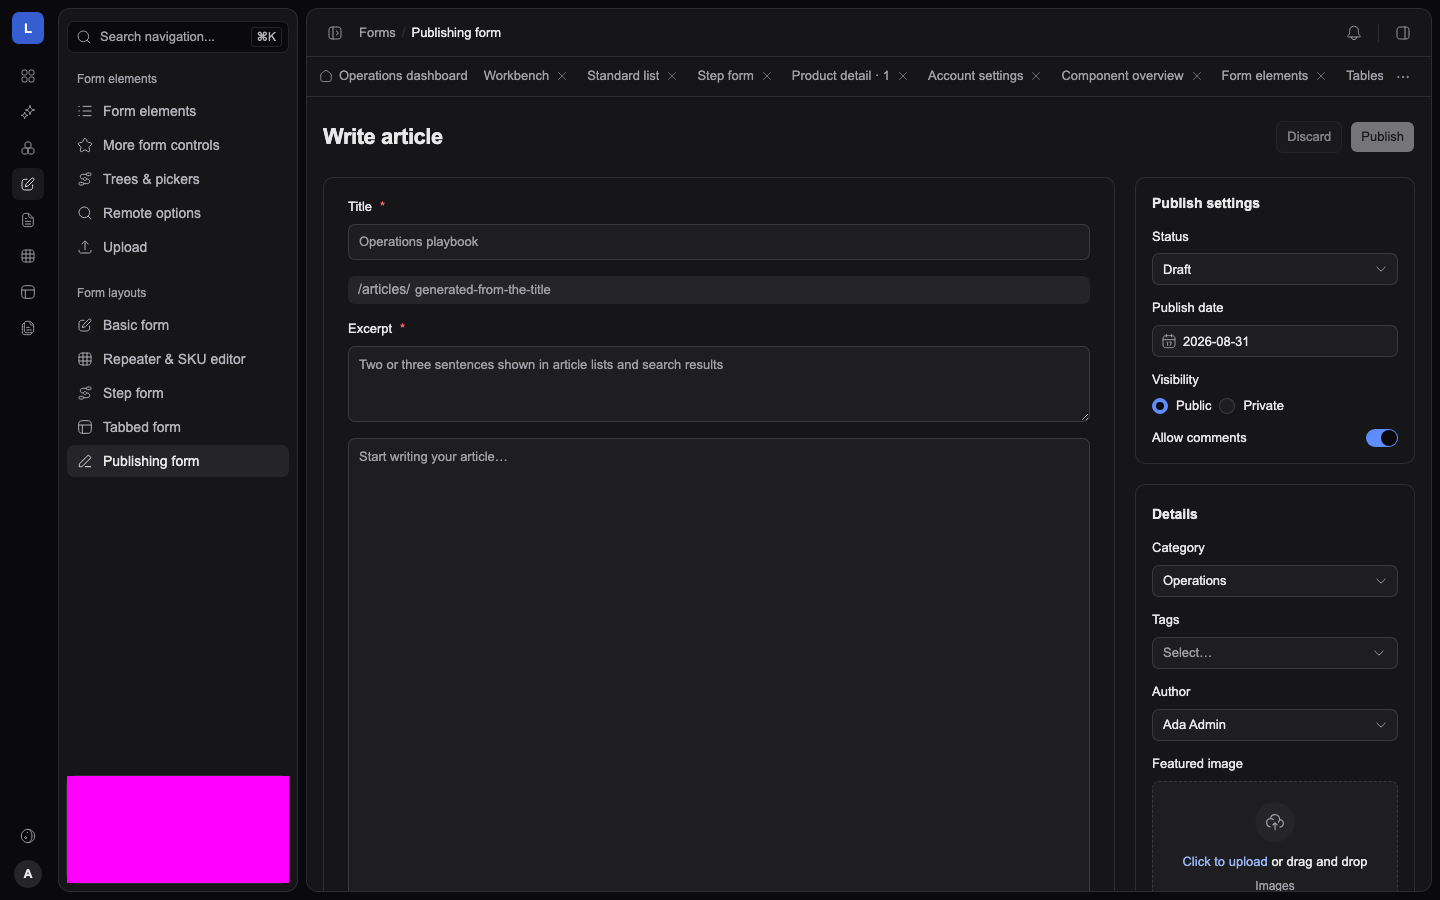 L
Search navigation...
⌘K
Form elements
Form elements
More form controls
Trees & pickers
Remote options
Upload
Form layouts
Basic form
Repeater & SKU editor
Step form
Tabbed form
Publishing form
A
Forms / Publishing form
Operations dashboard Workbench Standard list Step form Product detail · 1 Account settings Component overview Form elements Tables ...
Write article
Discard
Publish
Title *
Operations playbook
/articles/ generated-from-the-title
Excerpt *
Two or three sentences shown in article lists and search results
Start writing your article…
Publish settings
Status
Draft
Publish date
2026-08-31
Visibility
Public Private
Allow comments
Details
Category
Operations
Tags
Select...
Author
Ada Admin
Featured image
Click to upload or drag and drop
Images